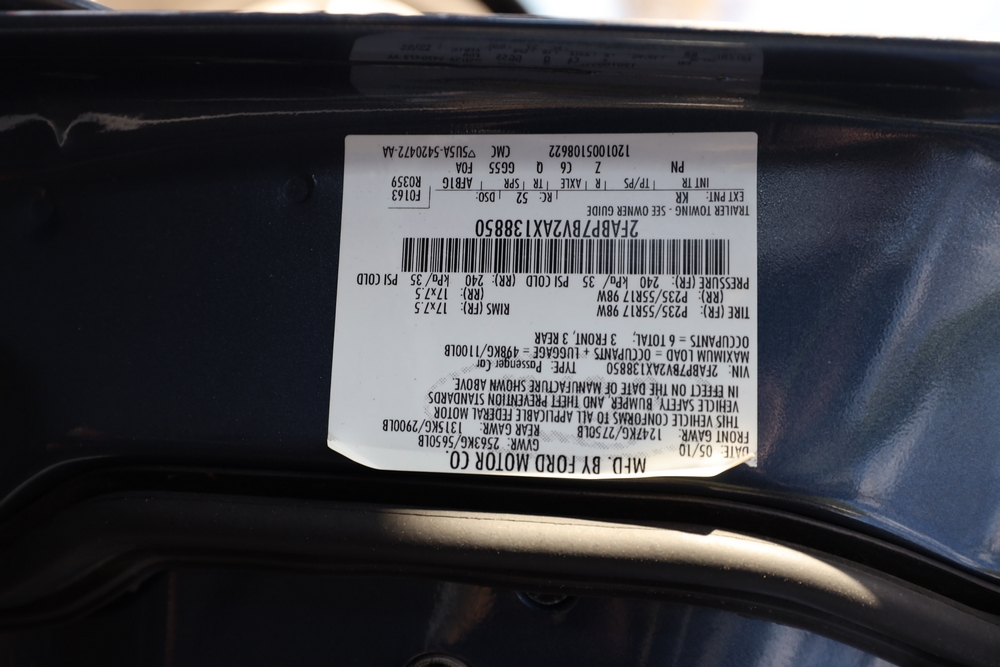 MFD. BY FORD MOTOR CO.
DATE: 05/10 GVWR: 2563KG/5650LB
FRONT GAWR: REAR GAWR:
1247KG/2750LB 1315KG/2900LB
THIS VEHICLE CONFORMS TO ALL APPLICABLE FEDERAL MOTOR
VEHICLE SAFETY, BUMPER, AND THEFT PREVENTION STANDARDS
IN EFFECT ON THE DATE OF MANUFACTURE SHOWN ABOVE.
VIN: 2FABP7BV2AX138850 TYPE: Passenger Car
MAXIMUM LOAD = OCCUPANTS + LUGGAGE = 498KG/1100LB
OCCUPANTS = 6 TOTAL; 3 FRONT, 3 REAR
TIRE (FR): P235/55R17 98W RIMS (FR): 17x7.5
(RR): P235/55R17 98W (RR): 17x7.5
PRESSURE (FR): 240 kPa/ 35 PSI COLD (RR): 240 kPa/ 35 PSI COLD
2FABP7BV2AX138850
TRAILER TOWING - SEE OWNER GUIDE
EXT PNT: KR RC: 52 DSO: F0163
INT TR TP/PS R AXLE TR SPR AFB1G R0359
PN Z C6 Q GG55 FOA
1201005108622 CMC ▽5U5A-5420472-AA